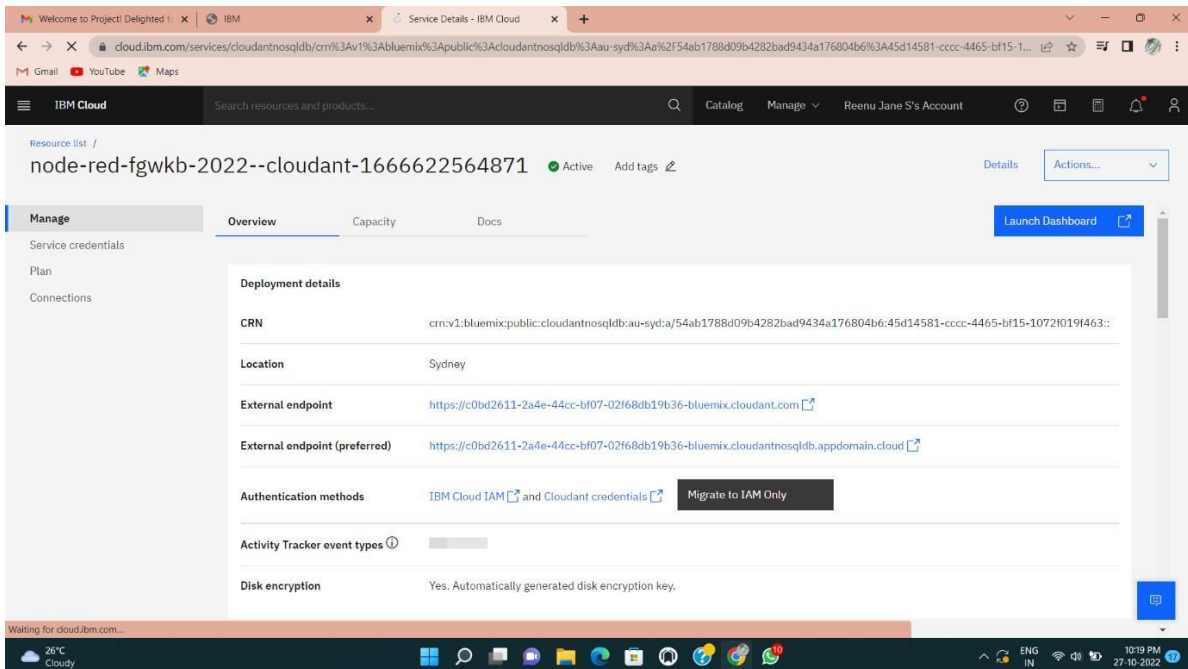 Welcome to Project! Delighted t
IBM
Service Details - IBM Cloud
cloud.ibm.com/services/cloudantnosqldb/crn%3Av1%3Abluemix%3Apublic%3Acloudantnosqldb%3Aau-syd%3Aa%2F54ab1788d09b4282bad9434a176804b6%3A45d14581-cccc-4465-bf15-1...
Gmail YouTube Maps
IBM Cloud Search resources and products... Catalog Manage Reenu Jane S's Account
Resource list /
node-red-fgwkb-2022--cloudant-1666622564871 Active Add tags Details Actions...
Manage
Service credentials
Plan
Connections
Overview Capacity Docs Launch Dashboard
Deployment details
CRN crn:v1:bluemix:public:cloudantnosqldb:au-syd:a/54ab1788d09b4282bad9434a176804b6:45d14581-cccc-4465-bf15-1072f019f463::
Location Sydney
External endpoint https://c0bd2611-2a4e-44cc-bf07-02f68db19b36-bluemix.cloudant.com
External endpoint (preferred) https://c0bd2611-2a4e-44cc-bf07-02f68db19b36-bluemix.cloudantnosqldb.appdomain.cloud
Authentication methods IBM Cloud IAM and Cloudant credentials Migrate to IAM Only
Activity Tracker event types
Disk encryption Yes. Automatically generated disk encryption key.
Waiting for cloud.ibm.com...
26°C
Cloudy
10
ENG
IN
10:19 PM
27-10-2022
17